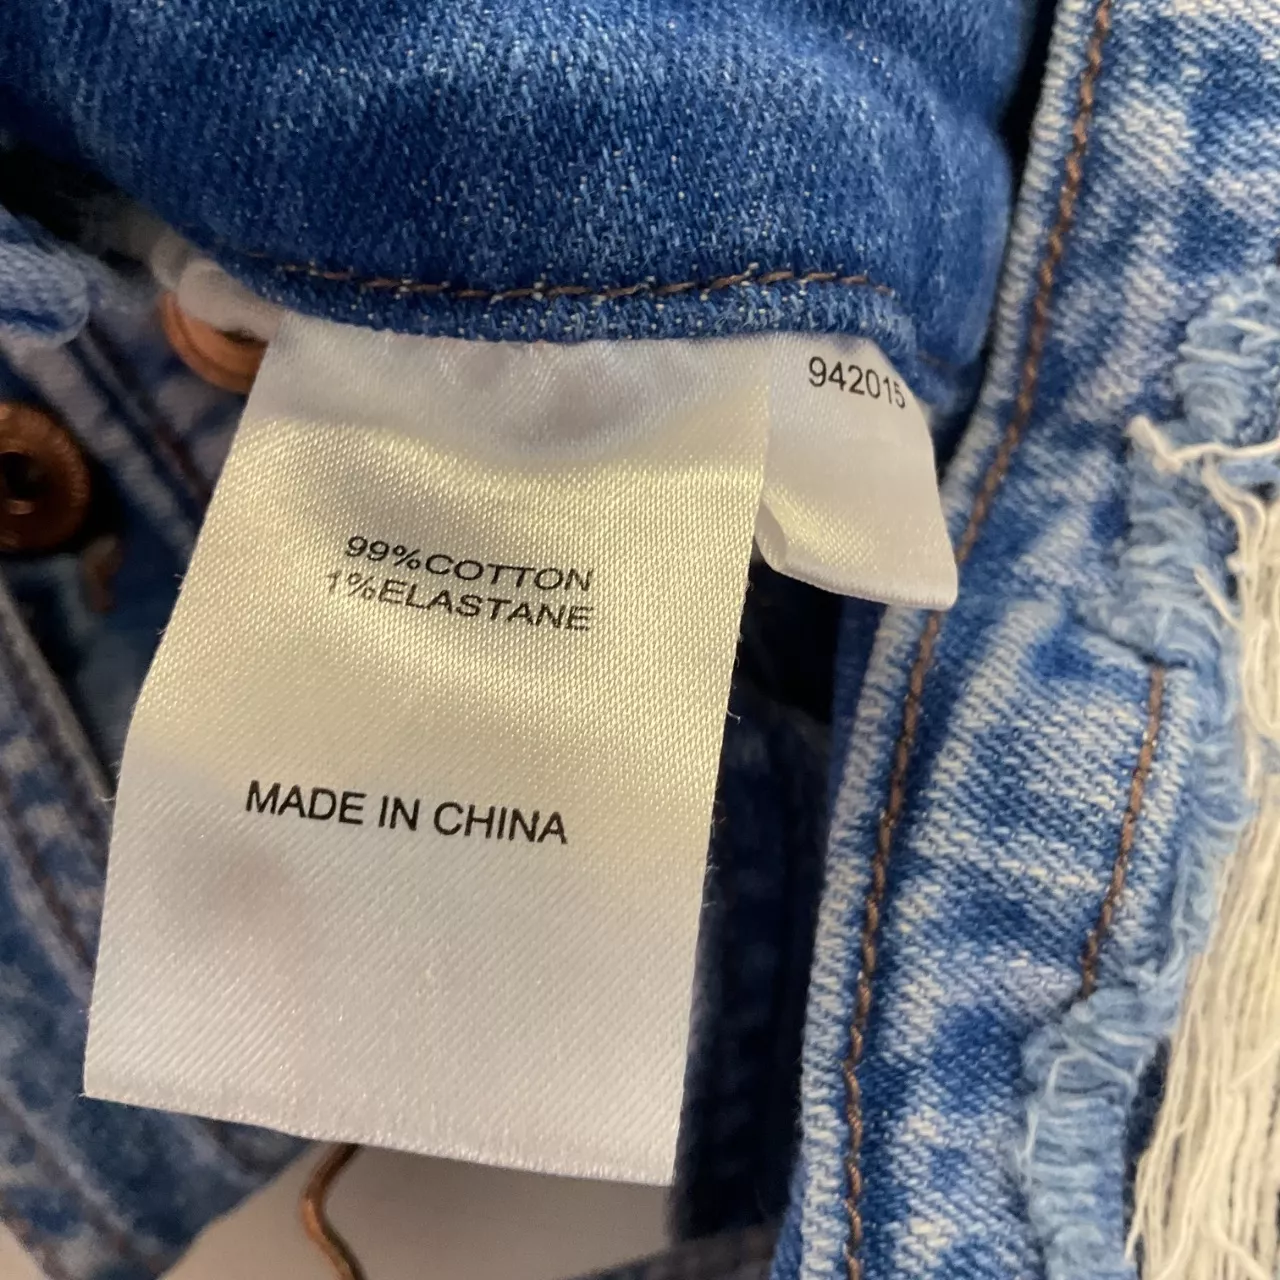 942015
99%COTTON
1%ELASTANE
MADE IN CHINA